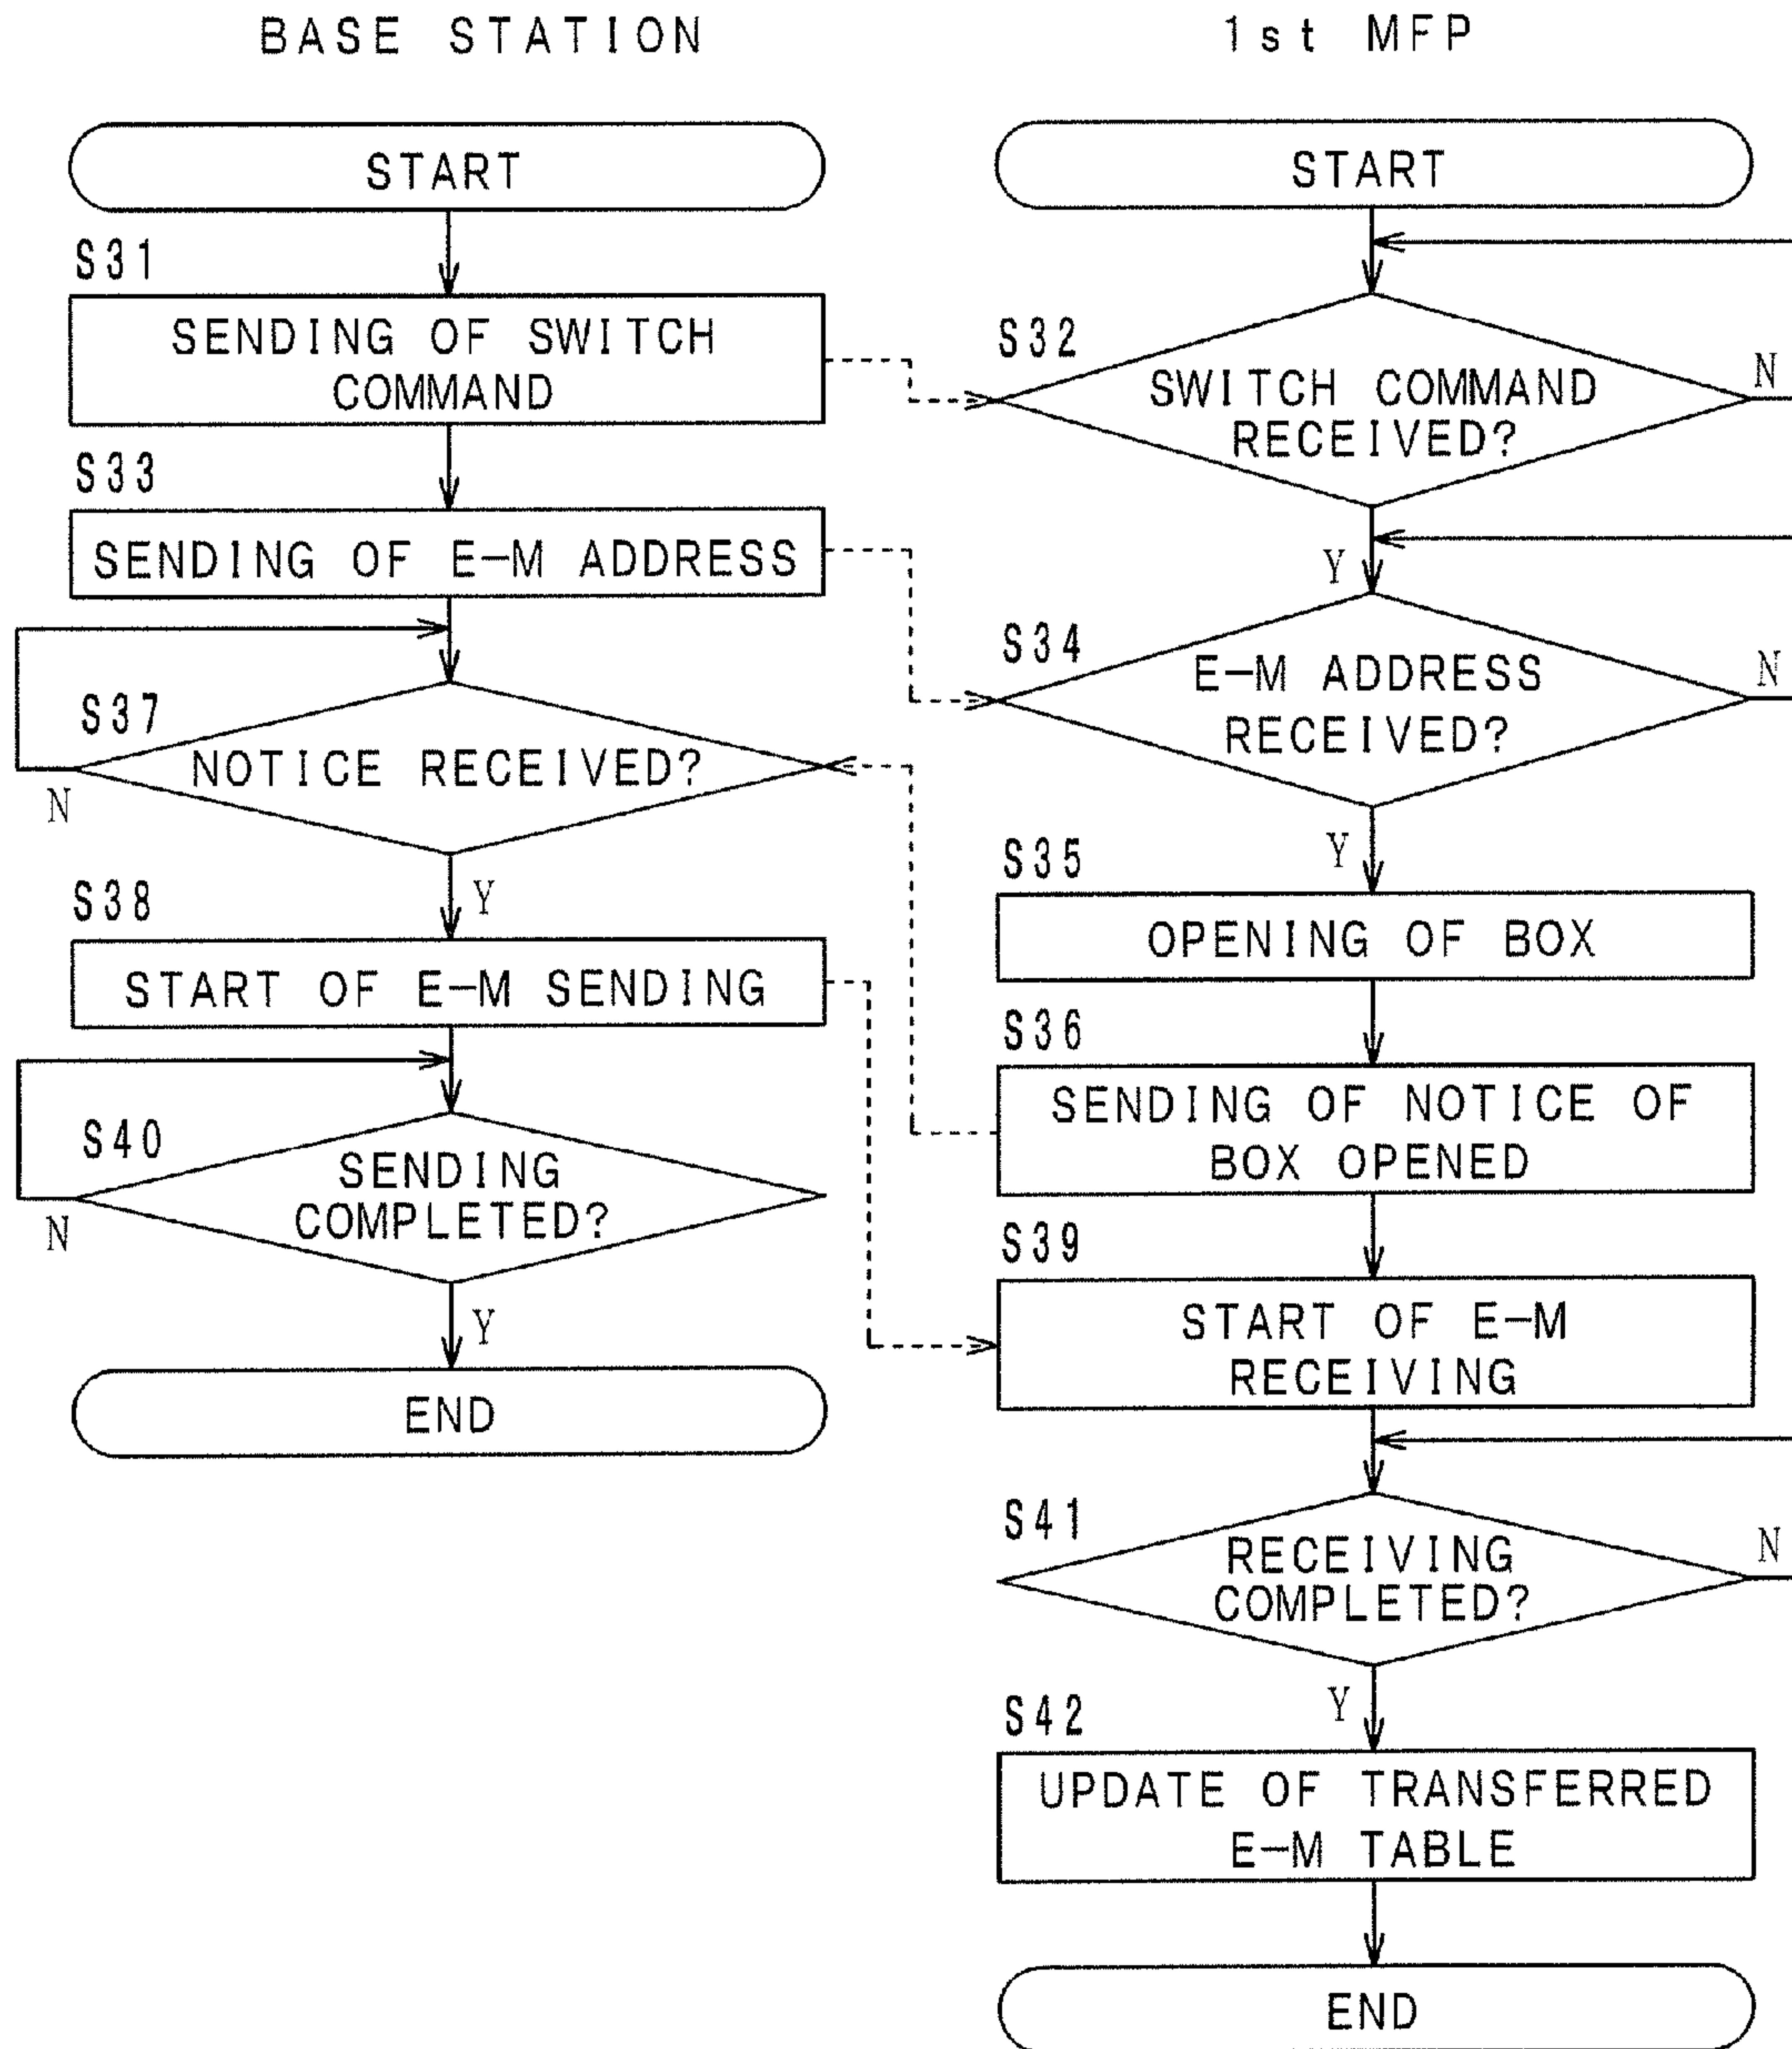 BASE STATION
START
S31
SENDING OF SWITCH
COMMAND
S33
SENDING OF E-M ADDRESS
S37
NOTICE RECEIVED?
N
Y
S38
START OF E-M SENDING
S40
SENDING
COMPLETED?
N
Y
END
1st MFP
START
S32
SWITCH COMMAND
RECEIVED?
N
Y
S34
E-M ADDRESS
RECEIVED?
N
Y
S35
OPENING OF BOX
S36
SENDING OF NOTICE OF
BOX OPENED
S39
START OF E-M
RECEIVING
S41
RECEIVING
COMPLETED?
N
Y
S42
UPDATE OF TRANSFERRED
E-M TABLE
END